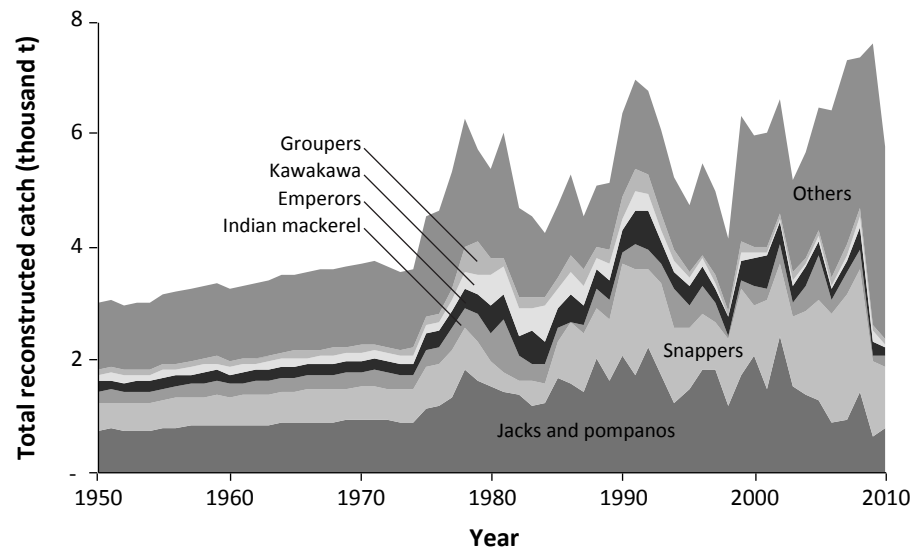 Total reconstructed catch (thousand t)
8
6
4
2
-
Groupers
Kawakawa
Emperors
Indian mackerel
Others
Snappers
Jacks and pompanos
1950 1960 1970 1980 1990 2000 2010
Year